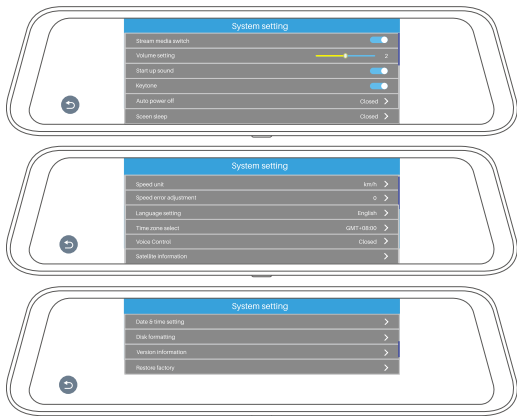 System setting
Stream media switch
Volume setting 2
Start up sound
Keytone
Auto power off Closed
Sceen sleep Closed
System setting
Speed unit km/h
Speed error adjustment 0
Language setting English
Time zone select GMT+08:00
Voice Control Closed
Satellite information
System setting
Date & time setting
Disk formatting
Version information
Restore factory